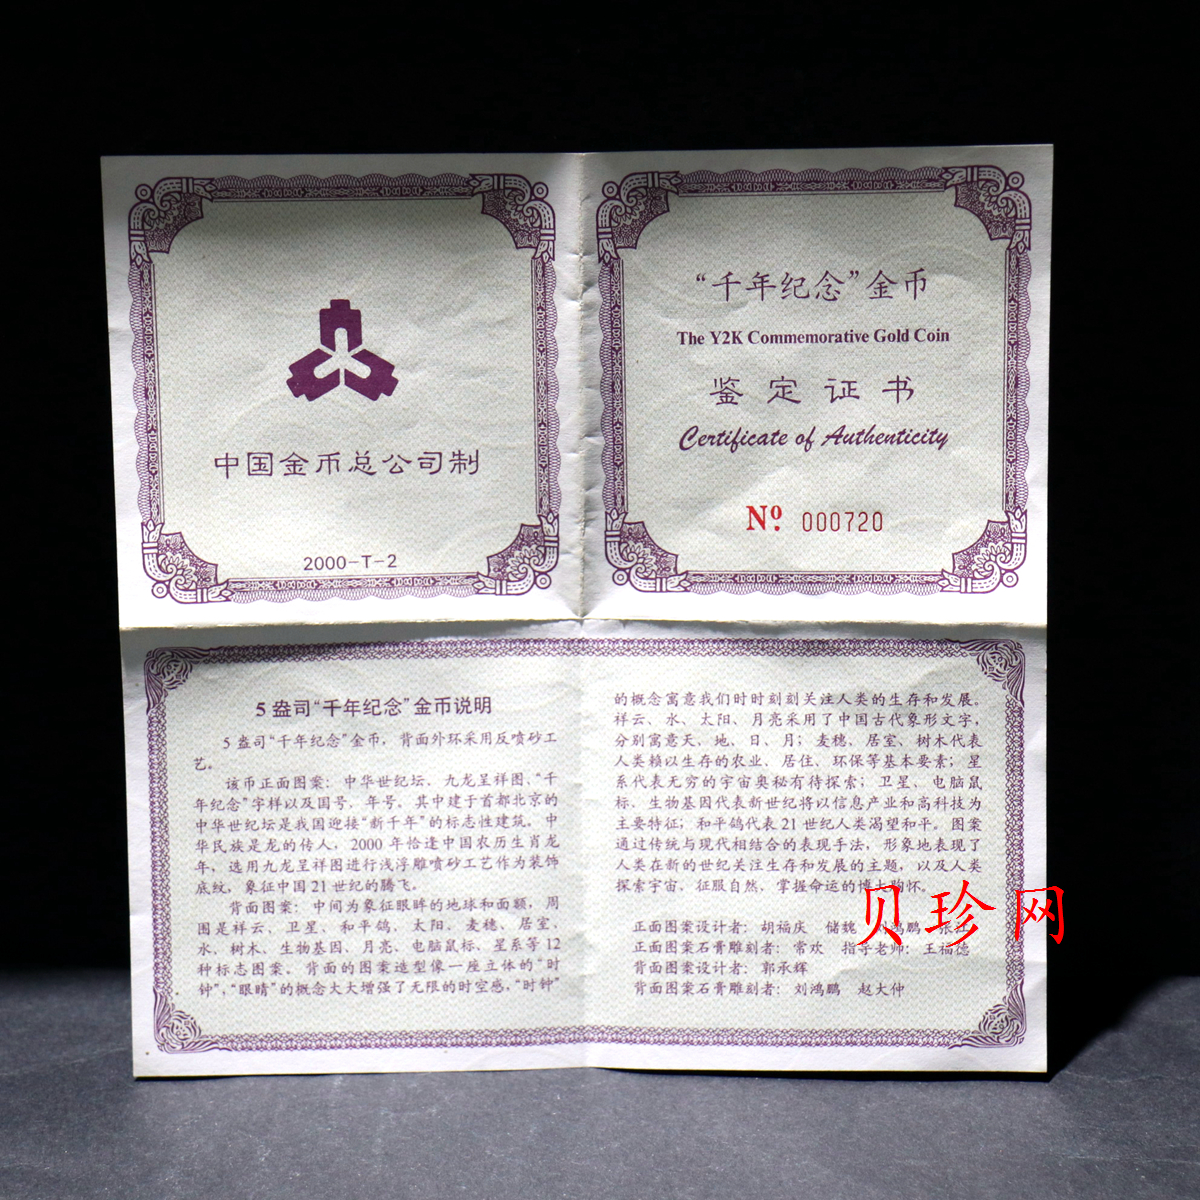 中国金币总公司制
2000-T-2
“千年纪念”金币
The Y2K Commemorative Gold Coin
鉴定证书
Certificate of Authenticity
Nº. 000720
5盎司“千年纪念”金币说明
5盎司“千年纪念”金币，背面外环采用反喷砂工
艺。
该币正面图案：中华世纪坛、九龙呈祥图、“千
年纪念”字样以及国号、年号。其中建于首都北京的
中华世纪坛是我国迎接“新千年”的标志性建筑。中
华民族是龙的传人，2000年恰逢中国农历生肖龙
年，选用九龙呈祥图进行浅浮雕喷砂工艺作为装饰
底纹，象征中国21世纪的腾飞。
背面图案：中间为象征眼眸的地球和面额，周
围是祥云、卫星、和平鸽、太阳、麦穗、居室、
水、树木、生物基因、月亮、电脑鼠标、星系等12
种标志图案。背面的图案造型像一座立体的“时
钟”，“眼睛”的概念大大增强了无限的时空感，“时钟”
的概念寓意我们时时刻刻关注人类的生存和发展。
祥云、水、太阳、月亮采用了中国古代象形文字，
分别寓意天、地、日、月；麦穗、居室、树木代表
人类赖以生存的农业、居住、环保等基本要素；星
系代表无穷的宇宙奥秘有待探索；卫星、电脑鼠
标、生物基因代表新世纪将以信息产业和高科技为
主要特征；和平鸽代表21世纪人类渴望和平。图案
通过传统与现代相结合的表现手法，形象地表现了
人类在新的世纪关注生存和发展的主题，以及人类
探索宇宙、征服自然、掌握命运的博大胸怀。
正面图案设计者：胡福庆 储魏 刘鸿鹏 张江
正面图案石膏雕刻者：常欢 指导老师：王福德
背面图案设计者：郭承辉
背面图案石膏雕刻者：刘鸿鹏 赵大仲
贝珍网